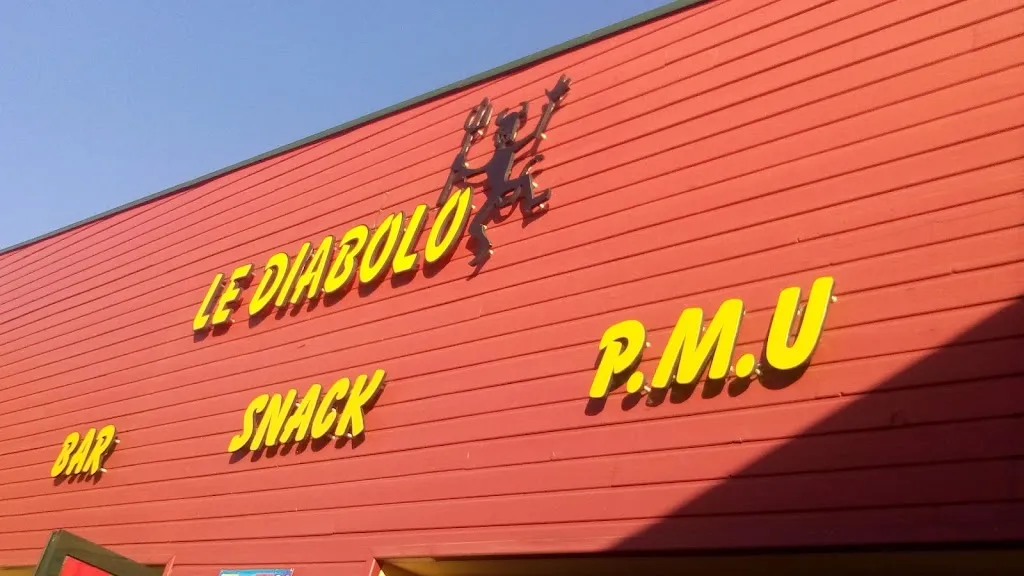 LE DIABOLO
BAR SNACK P.M.U